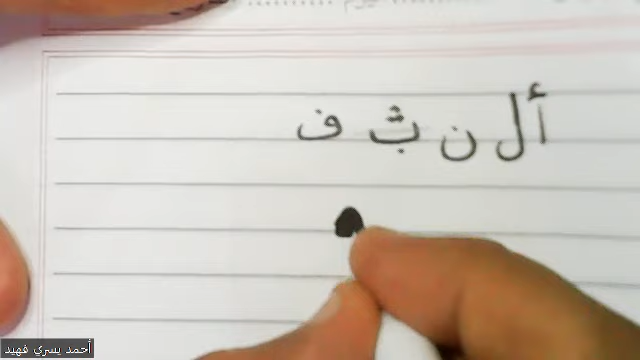 أ ل ن ث ف
أحمد يسري فهيد